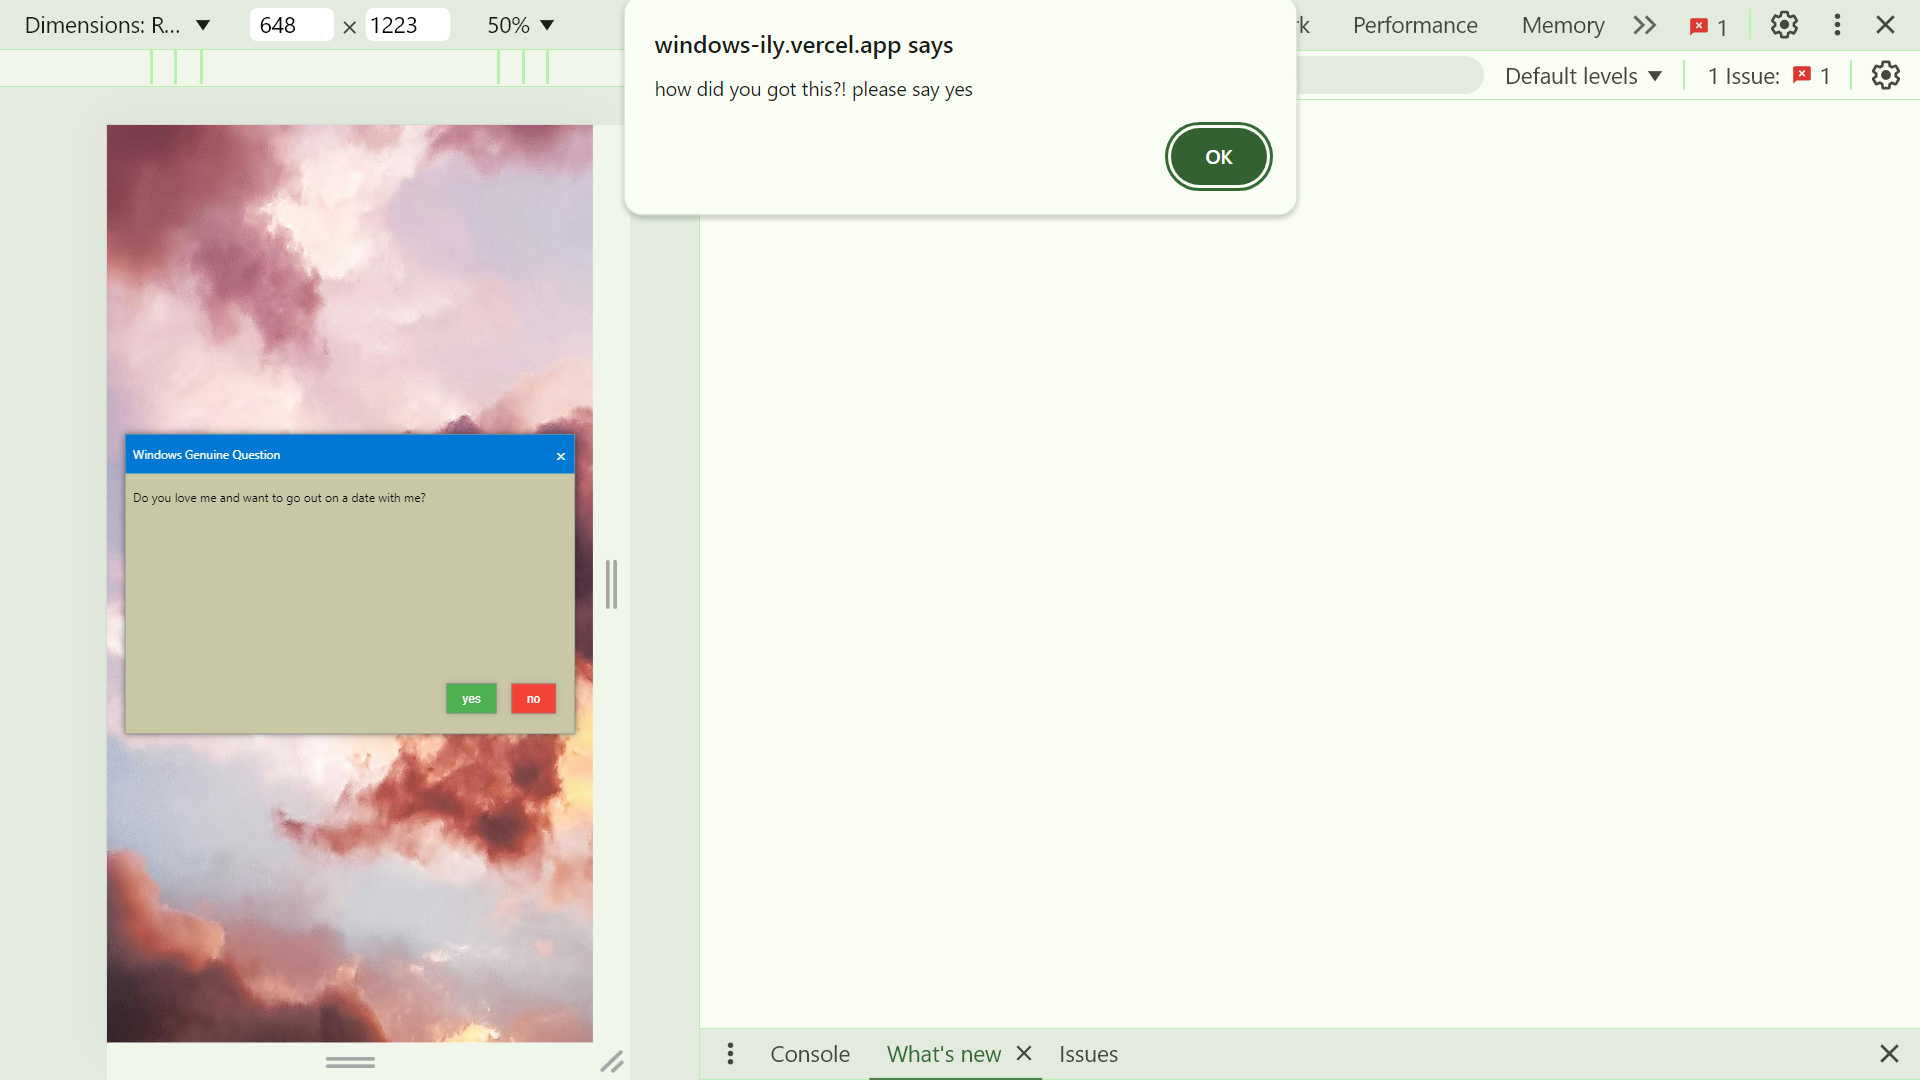 Dimensions: R... 648 × 1223 50%
Performance Memory 1
windows-ily.vercel.app says
how did you got this?! please say yes
OK
Default levels 1 Issue: 1
Windows Genuine Question ×
Do you love me and want to go out on a date with me?
yes no
Console What's new Issues